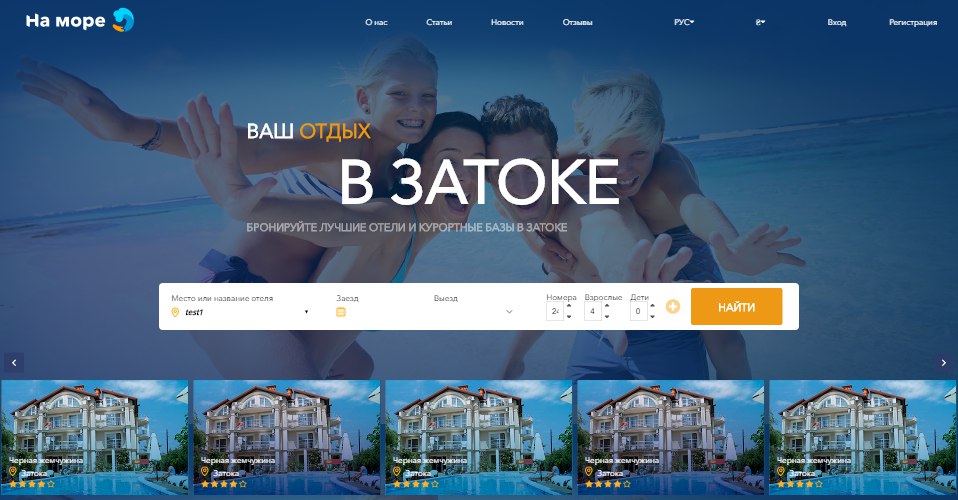 На море
О нас Статьи Новости Отзывы РУС ₴ Вход Регистрация
ВАШ ОТДЫХ
В ЗАТОКЕ
БРОНИРУЙТЕ ЛУЧШИЕ ОТЕЛИ И КУРОРТНЫЕ БАЗЫ В ЗАТОКЕ
Место или название отеля Заезд Выезд Номера Взрослые Дети
test1 4 0 НАЙТИ
Черная жемчужина Черная жемчужина Черная жемчужина Черная жемчужина Черная жемчужина
Затока Затока Затока Затока Затока